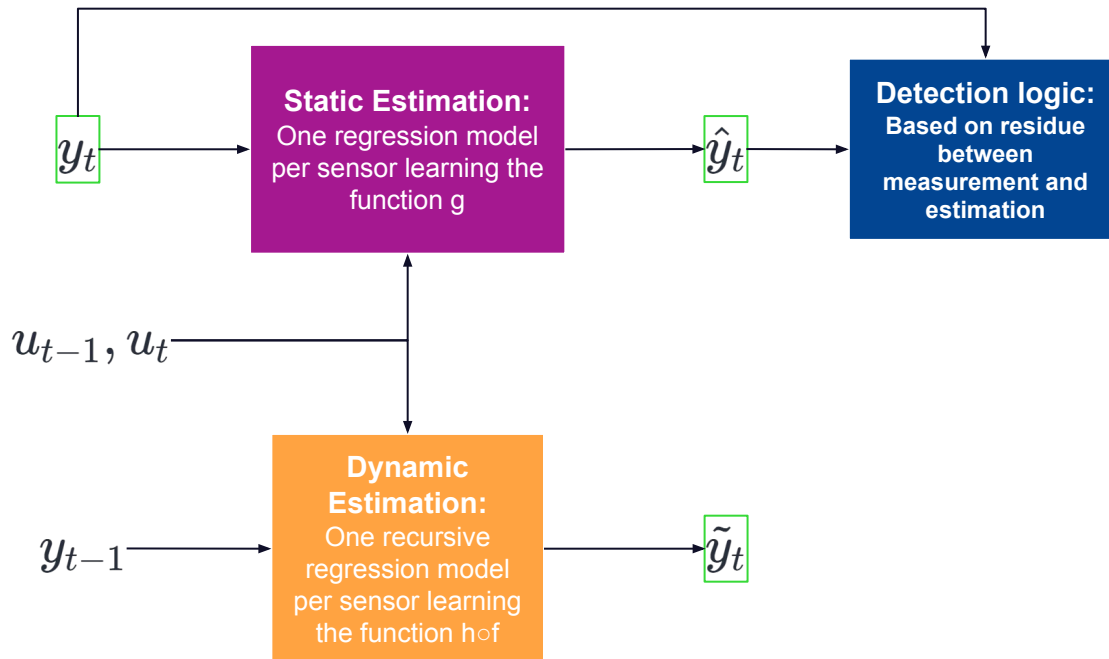 Static Estimation:
One regression model
per sensor learning the
function g
Detection logic:
Based on residue
between
measurement and
estimation
y_t
ŷ_t
u_{t−1}, u_t
Dynamic
Estimation:
One recursive
regression model
per sensor learning
the function h○f
y_{t−1}
ỹ_t